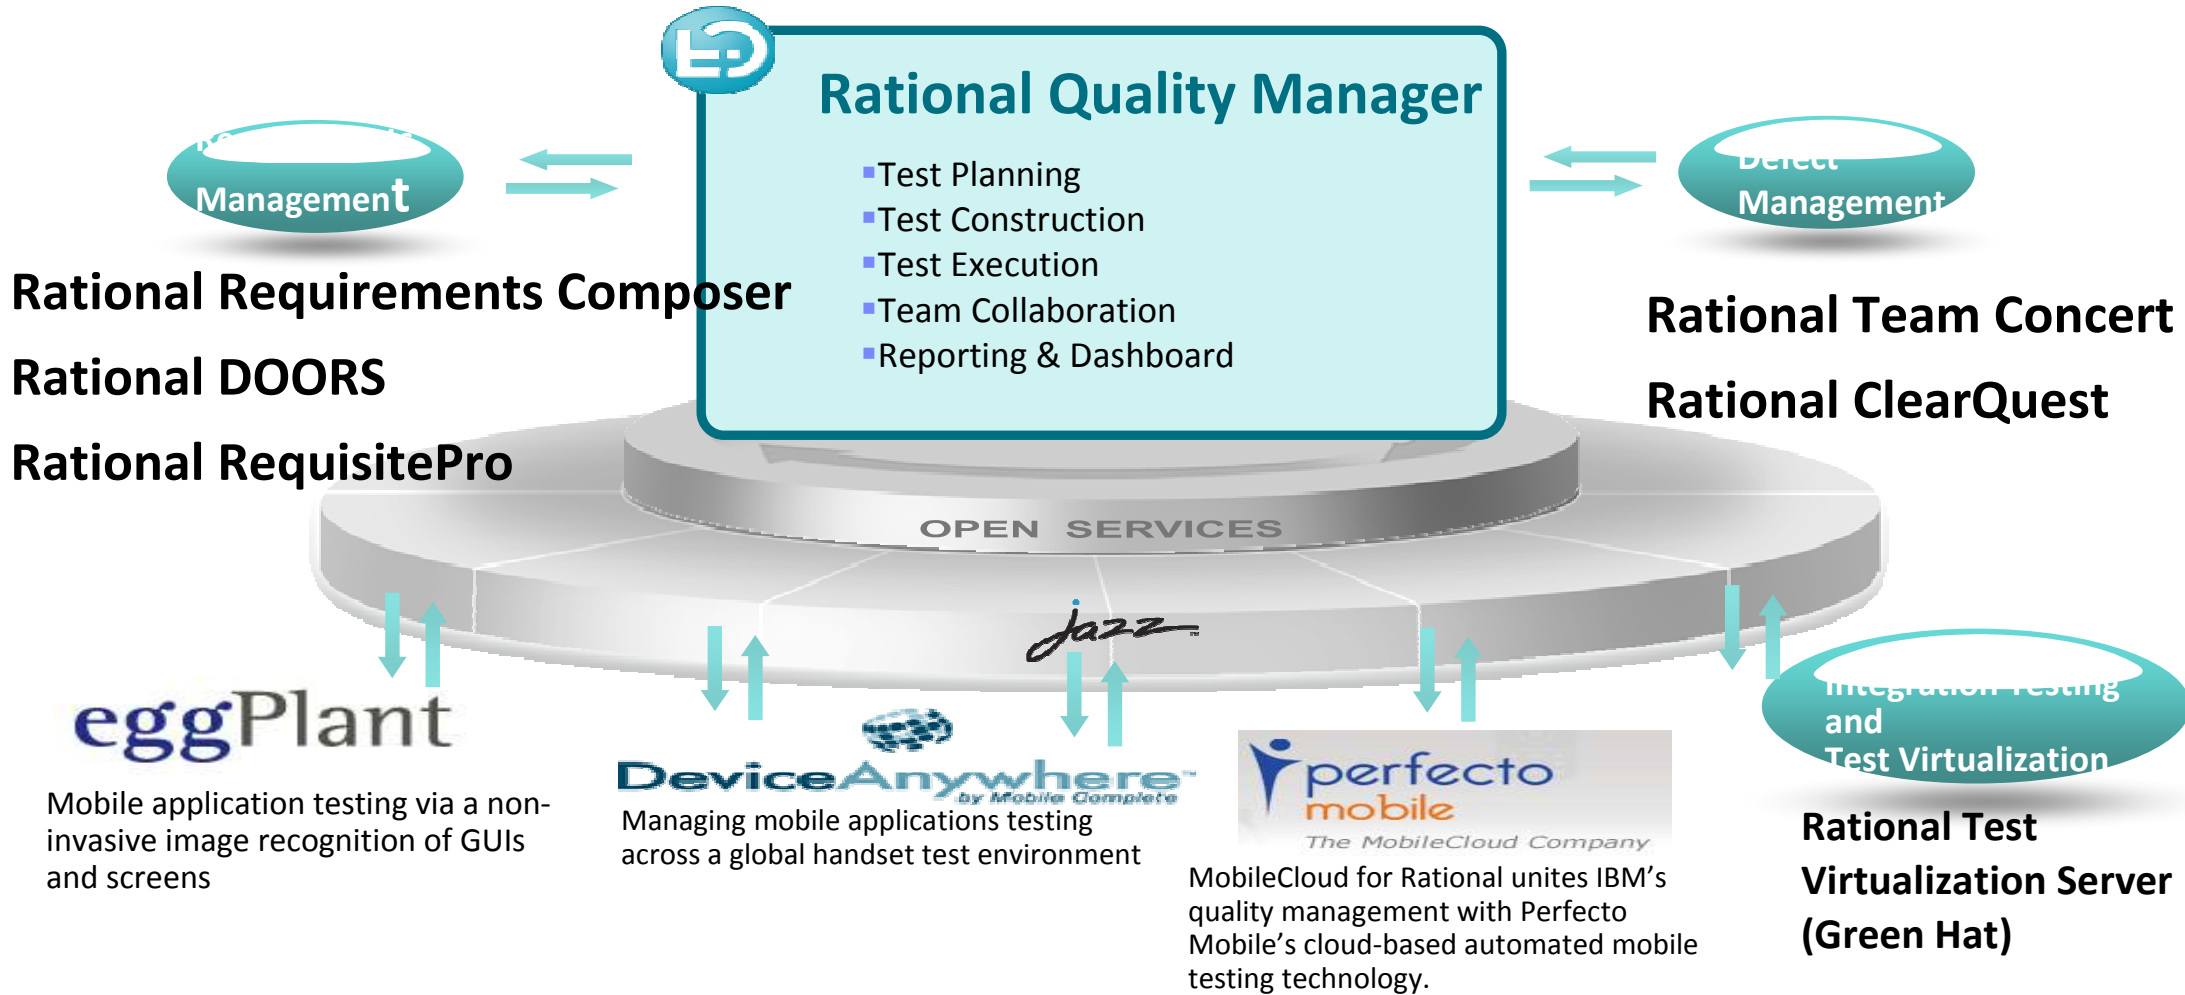 Rational Quality Manager
Test Planning
Test Construction
Test Execution
Team Collaboration
Reporting & Dashboard
Management
Rational Requirements Composer
Rational DOORS
Rational RequisitePro
Defect
Management
Rational Team Concert
Rational ClearQuest
OPEN SERVICES
jazz
eggPlant
Mobile application testing via a non-
invasive image recognition of GUIs
and screens
DeviceAnywhere
by Mobile Complete
Managing mobile applications testing
across a global handset test environment
perfecto
mobile
The MobileCloud Company
MobileCloud for Rational unites IBM’s
quality management with Perfecto
Mobile’s cloud-based automated mobile
testing technology.
Integration Testing
and
Test Virtualization
Rational Test
Virtualization Server
(Green Hat)